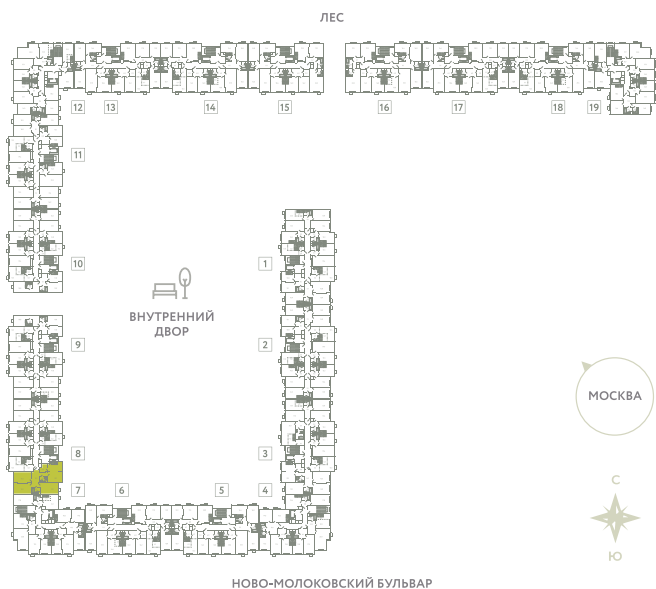 ЛЕС
12 13 14 15 16 17 18 19
11
10 1
ВНУТРЕННИЙ
ДВОР
9 2
МОСКВА
8 3
7 6 5 4
С
Ю
НОВО-МОЛОКОВСКИЙ БУЛЬВАР